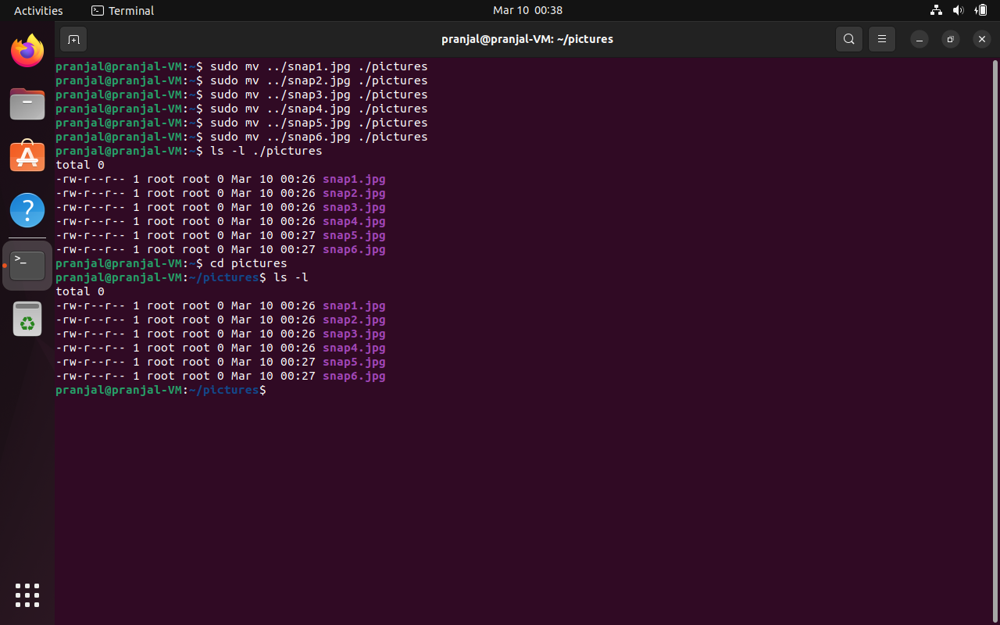 Activities
Terminal
Mar 10 00:38
pranjal@pranjal-VM: ~/pictures
pranjal@pranjal-VM:~$ sudo mv ../snap1.jpg ./pictures
pranjal@pranjal-VM:~$ sudo mv ../snap2.jpg ./pictures
pranjal@pranjal-VM:~$ sudo mv ../snap3.jpg ./pictures
pranjal@pranjal-VM:~$ sudo mv ../snap4.jpg ./pictures
pranjal@pranjal-VM:~$ sudo mv ../snap5.jpg ./pictures
pranjal@pranjal-VM:~$ sudo mv ../snap6.jpg ./pictures
pranjal@pranjal-VM:~$ ls -l ./pictures
total 0
-rw-r--r-- 1 root root 0 Mar 10 00:26 snap1.jpg
-rw-r--r-- 1 root root 0 Mar 10 00:26 snap2.jpg
-rw-r--r-- 1 root root 0 Mar 10 00:26 snap3.jpg
-rw-r--r-- 1 root root 0 Mar 10 00:26 snap4.jpg
-rw-r--r-- 1 root root 0 Mar 10 00:27 snap5.jpg
-rw-r--r-- 1 root root 0 Mar 10 00:27 snap6.jpg
pranjal@pranjal-VM:~$ cd pictures
pranjal@pranjal-VM:~/pictures$ ls -l
total 0
-rw-r--r-- 1 root root 0 Mar 10 00:26 snap1.jpg
-rw-r--r-- 1 root root 0 Mar 10 00:26 snap2.jpg
-rw-r--r-- 1 root root 0 Mar 10 00:26 snap3.jpg
-rw-r--r-- 1 root root 0 Mar 10 00:26 snap4.jpg
-rw-r--r-- 1 root root 0 Mar 10 00:27 snap5.jpg
-rw-r--r-- 1 root root 0 Mar 10 00:27 snap6.jpg
pranjal@pranjal-VM:~/pictures$